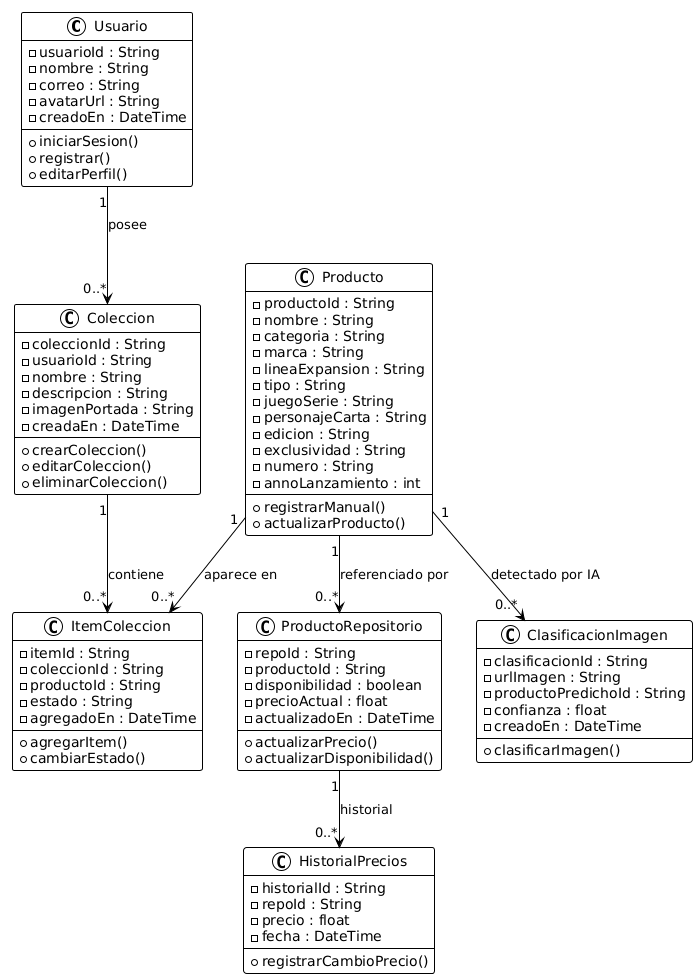 C Usuario
usuarioId : String
nombre : String
correo : String
avatarUrl : String
creadoEn : DateTime
iniciarSesion()
registrar()
editarPerfil()
1
posee
0..*
C Coleccion
coleccionId : String
usuarioId : String
nombre : String
descripcion : String
imagenPortada : String
creadaEn : DateTime
crearColeccion()
editarColeccion()
eliminarColeccion()
C Producto
productoId : String
nombre : String
categoria : String
marca : String
lineaExpansion : String
tipo : String
juegoSerie : String
personajeCarta : String
edicion : String
exclusividad : String
numero : String
annoLanzamiento : int
registrarManual()
actualizarProducto()
1
contiene
0..*
1
aparece en
0..*
1
referenciado por
0..*
1
detectado por IA
0..*
C ItemColeccion
itemId : String
coleccionId : String
productoId : String
estado : String
agregadoEn : DateTime
agregarItem()
cambiarEstado()
C ProductoRepositorio
repoId : String
productoId : String
disponibilidad : boolean
precioActual : float
actualizadoEn : DateTime
actualizarPrecio()
actualizarDisponibilidad()
C ClasificacionImagen
clasificacionId : String
urlImagen : String
productoPredichoId : String
confianza : float
creadoEn : DateTime
clasificarImagen()
1
historial
0..*
C HistorialPrecios
historialId : String
repoId : String
precio : float
fecha : DateTime
registrarCambioPrecio()